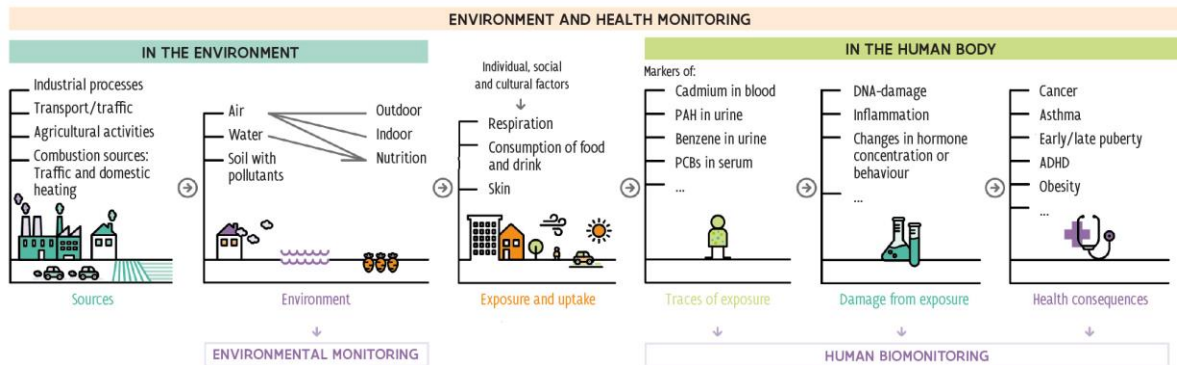 ENVIRONMENT AND HEALTH MONITORING
IN THE ENVIRONMENT
Industrial processes
Transport/traffic
Agricultural activities
Combustion sources:
Traffic and domestic
heating
Sources
Air
Water
Soil with
pollutants
Outdoor
Indoor
Nutrition
Environment
ENVIRONMENTAL MONITORING
Individual, social
and cultural factors
Respiration
Consumption of food
and drink
Skin
Exposure and uptake
IN THE HUMAN BODY
Markers of:
Cadmium in blood
PAH in urine
Benzene in urine
PCBs in serum
...
Traces of exposure
DNA-damage
Inflammation
Changes in hormone
concentration or
behaviour
...
Damage from exposure
Cancer
Asthma
Early/late puberty
ADHD
Obesity
...
Health consequences
HUMAN BIOMONITORING